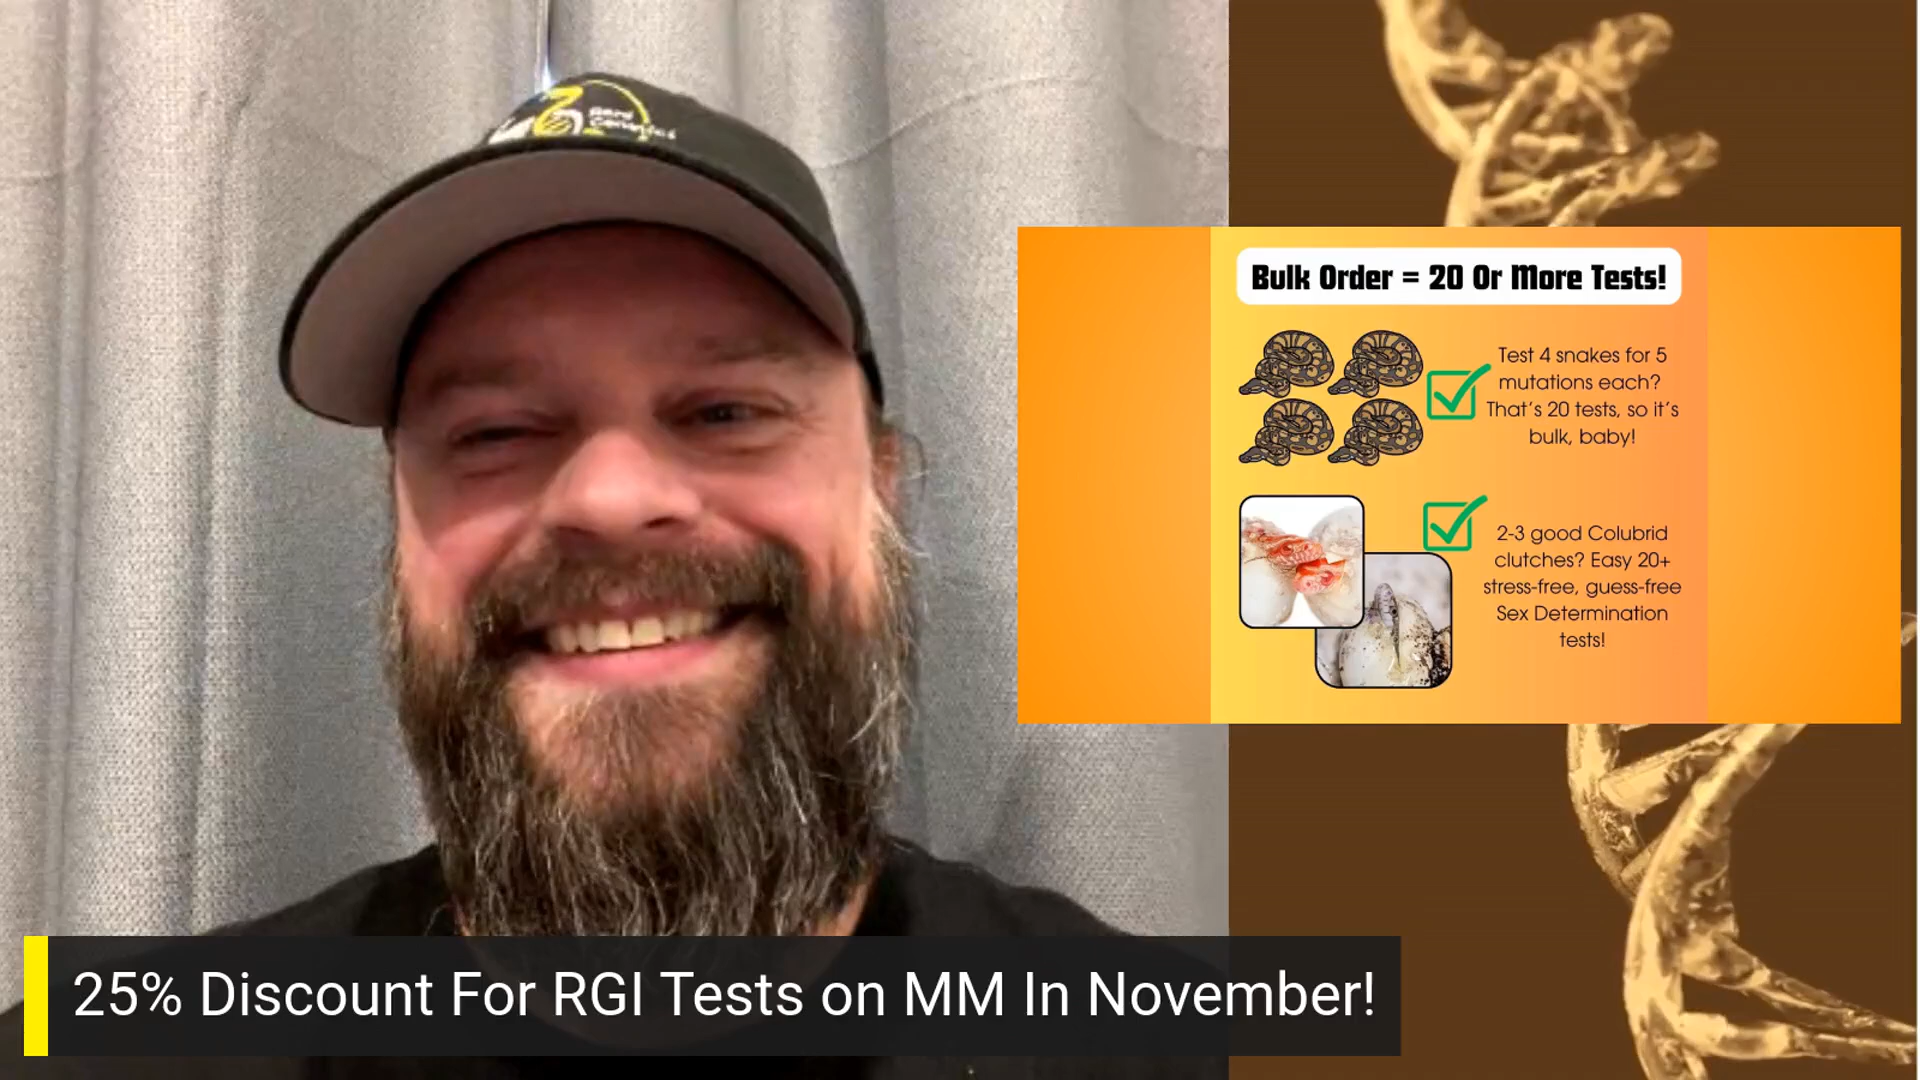 Bulk Order = 20 Or More Tests!
Test 4 snakes for 5
mutations each?
That's 20 tests, so it's
bulk, baby!
2-3 good Colubrid
clutches? Easy 20+
stress-free, guess-free
Sex Determination
tests!
25% Discount For RGI Tests on MM In November!